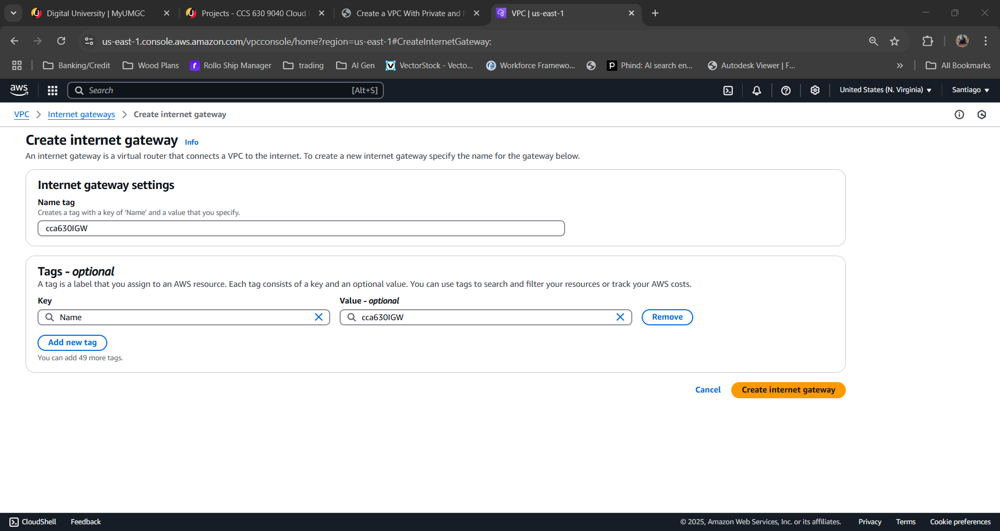 Digital University | MyUMGC
Projects - CCS 630 9040 Cloud
Create a VPC With Private and
VPC | us-east-1
us-east-1.console.aws.amazon.com/vpcconsole/home?region=us-east-1#CreateInternetGateway:
Banking/Credit
Wood Plans
Rollo Ship Manager
trading
AI Gen
VectorStock - Vecto...
Workforce Framewo...
Phind: AI search en...
Autodesk Viewer | F...
All Bookmarks
aws
Search
[Alt+S]
United States (N. Virginia)
Santiago
VPC > Internet gateways > Create internet gateway
Create internet gateway Info
An internet gateway is a virtual router that connects a VPC to the internet. To create a new internet gateway specify the name for the gateway below.
Internet gateway settings
Name tag
Creates a tag with a key of 'Name' and a value that you specify.
cca630IGW
Tags - optional
A tag is a label that you assign to an AWS resource. Each tag consists of a key and an optional value. You can use tags to search and filter your resources or track your AWS costs.
Key
Value - optional
Name
cca630IGW
Remove
Add new tag
You can add 49 more tags.
Cancel
Create internet gateway
CloudShell
Feedback
© 2025, Amazon Web Services, Inc. or its affiliates.
Privacy
Terms
Cookie preferences